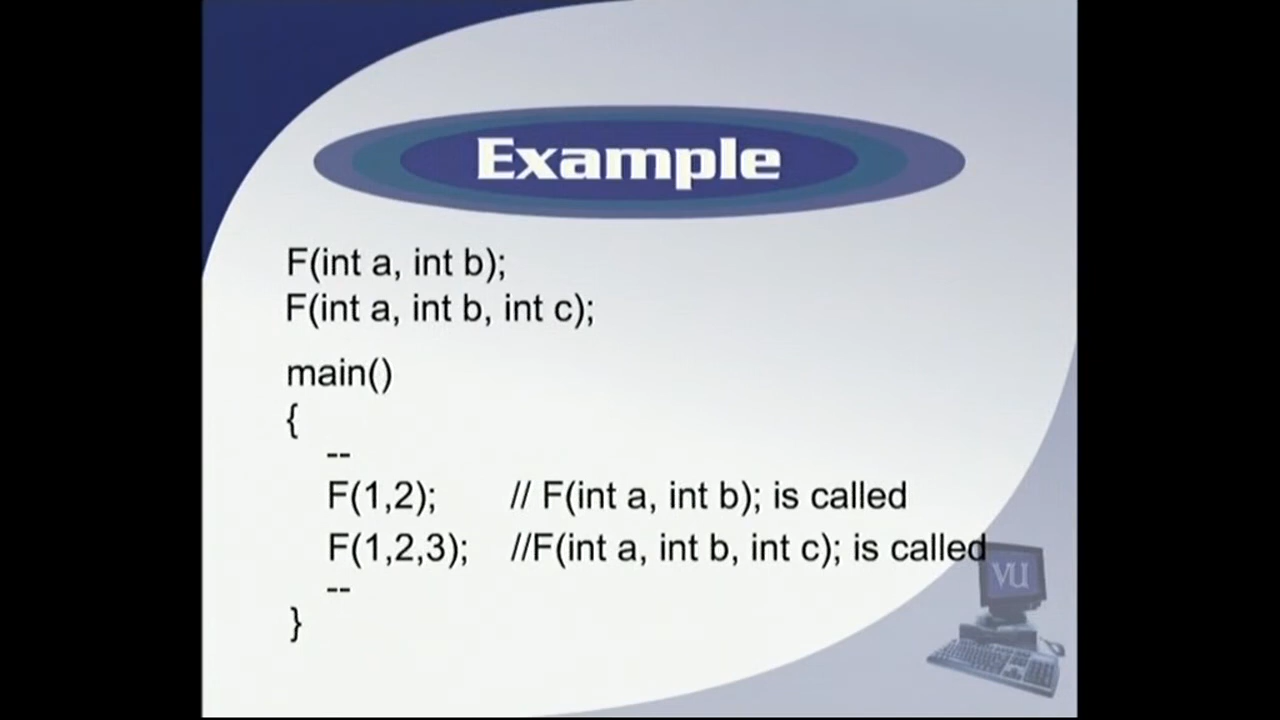 Example
F(int a, int b);
F(int a, int b, int c);
main()
{
--
F(1,2); // F(int a, int b); is called
F(1,2,3); //F(int a, int b, int c); is called
--
}
VU